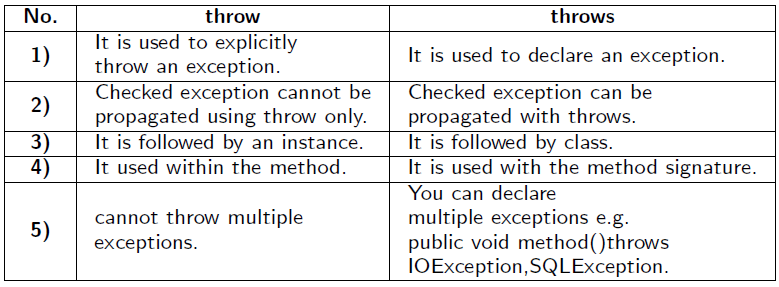 No. throw throws
1) It is used to explicitly
throw an exception. It is used to declare an exception.
2) Checked exception cannot be
propagated using throw only. Checked exception can be
propagated with throws.
3) It is followed by an instance. It is followed by class.
4) It used within the method. It is used with the method signature.
5) cannot throw multiple
exceptions. You can declare
multiple exceptions e.g.
public void method()throws
IOException,SQLException.